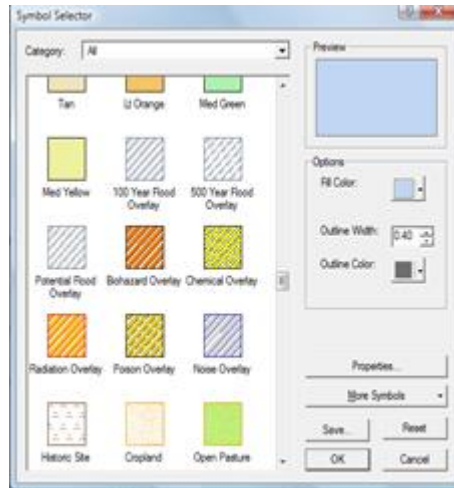 Symbol Selector
Category: All
Tan
Lt Orange
Med Green
Med Yellow
100 Year Flood
Overlay
500 Year Flood
Overlay
Potential Flood
Overlay
Biohazard Overlay
Chemical Overlay
Radiation Overlay
Poison Overlay
Noise Overlay
Historic Site
Cropland
Open Pasture
Preview
Options
Fill Color:
Outline Width: 0.40
Outline Color:
Properties...
More Symbols
Save...
Reset
OK
Cancel